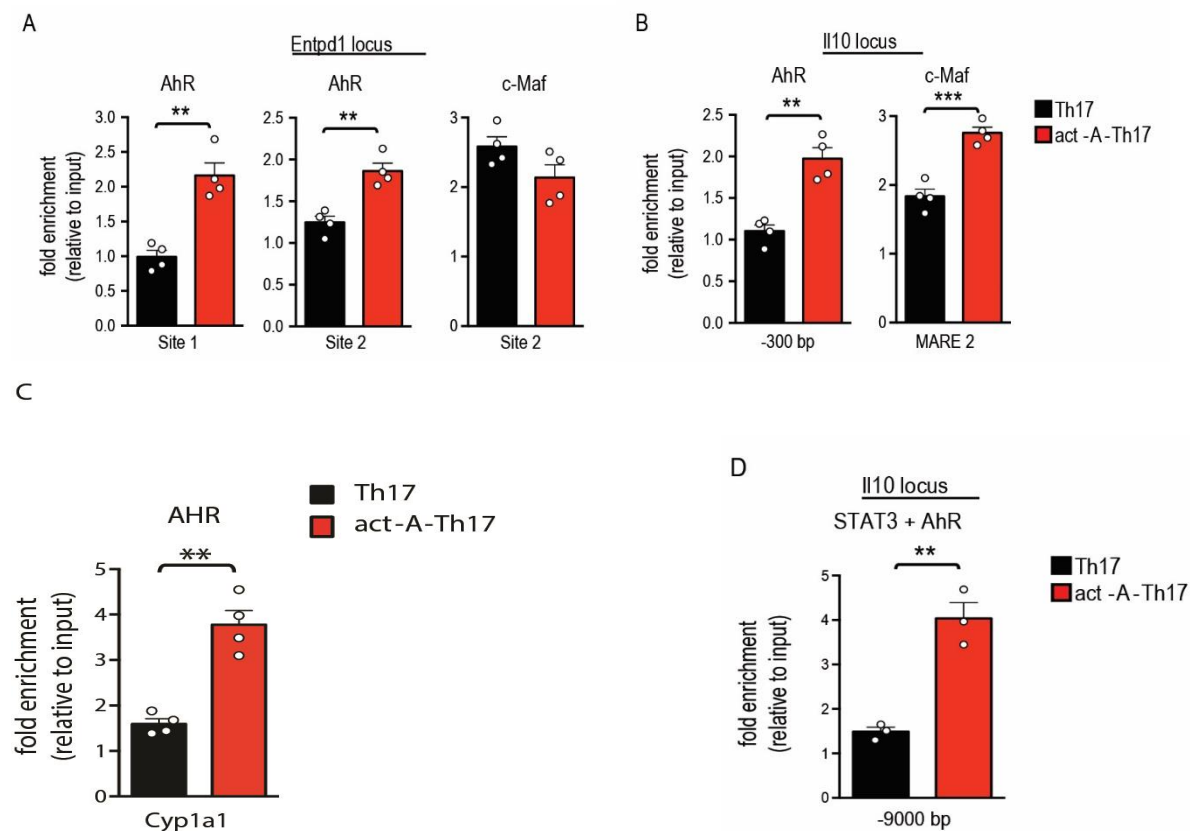 A
Entpd1 locus
AhR
**
fold enrichment
(relative to input)
3.0
2.5
2.0
1.5
1.0
0.5
0.0
Site 1
AhR
**
2.5
2.0
1.5
1.0
0.5
0.0
Site 2
c-Maf
3
2
1
0
Site 2
B
Il10 locus
AhR
**
fold enrichment
(relative to input)
2.5
2.0
1.5
1.0
0.5
0.0
-300 bp
c-Maf
***
3
2
1
0
MARE 2
Th17
act -A-Th17
C
AHR
**
fold enrichment
(relative to input)
5
4
3
2
1
0
Cyp1a1
Th17
act-A-Th17
D
Il10 locus
STAT3 + AhR
**
fold enrichment
(relative to input)
5
4
3
2
1
0
-9000 bp
Th17
act -A-Th17